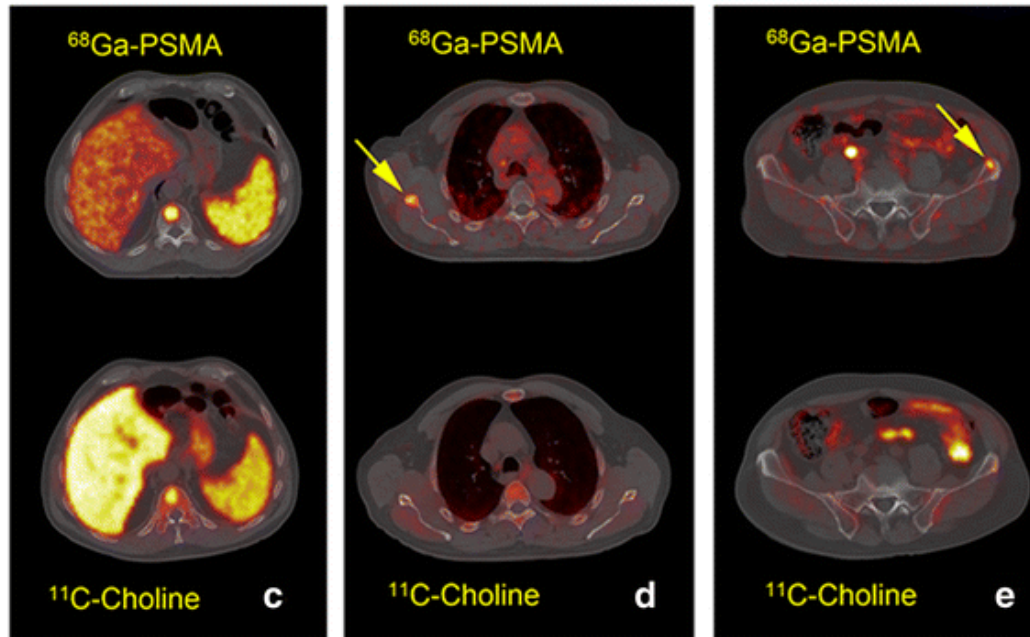 ⁶⁸Ga-PSMA
¹¹C-Choline
c
⁶⁸Ga-PSMA
¹¹C-Choline
d
⁶⁸Ga-PSMA
¹¹C-Choline
e